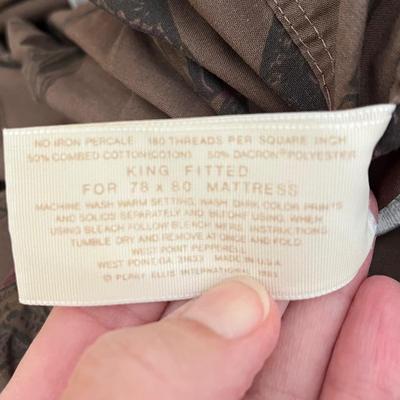 NO IRON PERCALE 180 THREADS PER SQUARE INCH
50% COMBED COTTON(COTON) 50% DACRON® POLYESTER
KING FITTED
FOR 78 x 80 MATTRESS
MACHINE WASH WARM SETTING, WASH DARK COLOR PRINTS
AND SOLIDS SEPARATELY AND BEFORE USING. WHEN
USING BLEACH FOLLOW BLEACH MFRS. INSTRUCTIONS.
TUMBLE DRY AND REMOVE AT ONCE AND FOLD.
WEST POINT PEPPERELL
WEST POINT, GA. 31833 MADE IN U.S.A.
© PERRY ELLIS INTERNATIONAL